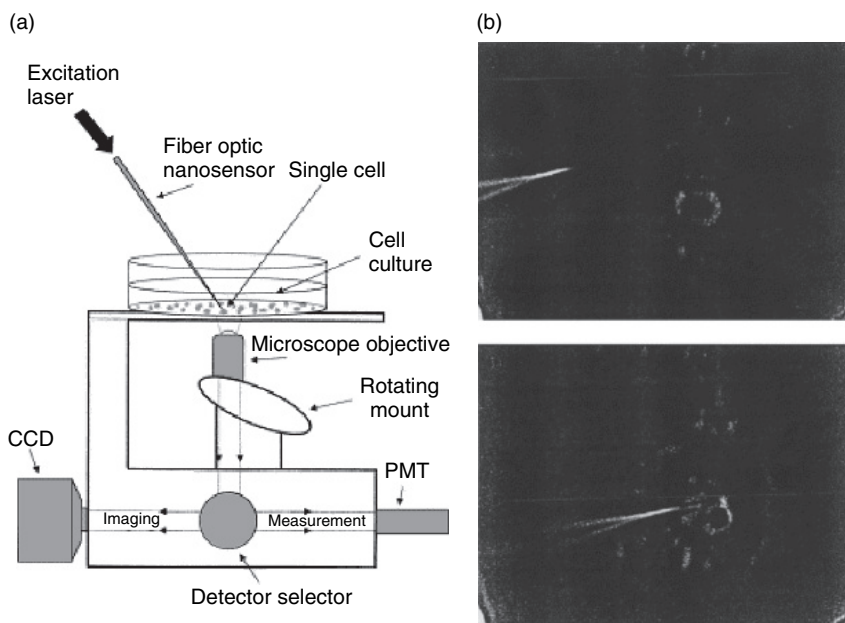 (a)
(b)
Excitation
laser
Fiber optic
nanosensor
Single cell
Cell
culture
Microscope objective
Rotating
mount
CCD
PMT
Imaging
Measurement
Detector selector